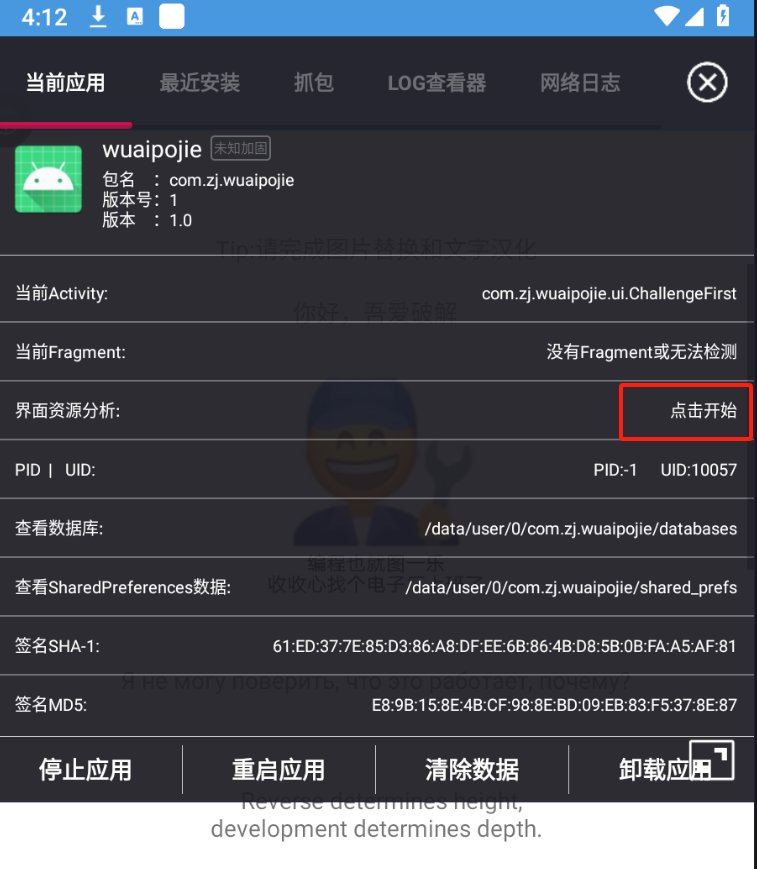 4:12
当前应用 最近安装 抓包 LOG查看器 网络日志
wuaipojie 未知加固
包名 ：com.zj.wuaipojie
版本号：1
版本 ：1.0
Tip:请完成图片替换和文字汉化
当前Activity: com.zj.wuaipojie.ui.ChallengeFirst
你好，吾爱破解
当前Fragment: 没有Fragment或无法检测
界面资源分析: 点击开始
PID | UID: PID:-1 UID:10057
查看数据库: /data/user/0/com.zj.wuaipojie/databases
编程也就图一乐
查看SharedPreferences数据: /data/user/0/com.zj.wuaipojie/shared_prefs
收收心找个电子厂
签名SHA-1: 61:ED:37:7E:85:D3:86:A8:DF:EE:6B:86:4B:D8:5B:0B:FA:A5:AF:81
Я не могу поверить, что это работает, почему?
签名MD5: E8:9B:15:8E:4B:CF:98:8E:BD:09:EB:83:F5:37:8E:87
停止应用 重启应用 清除数据 卸载应用
Reverse determines height,
development determines depth.